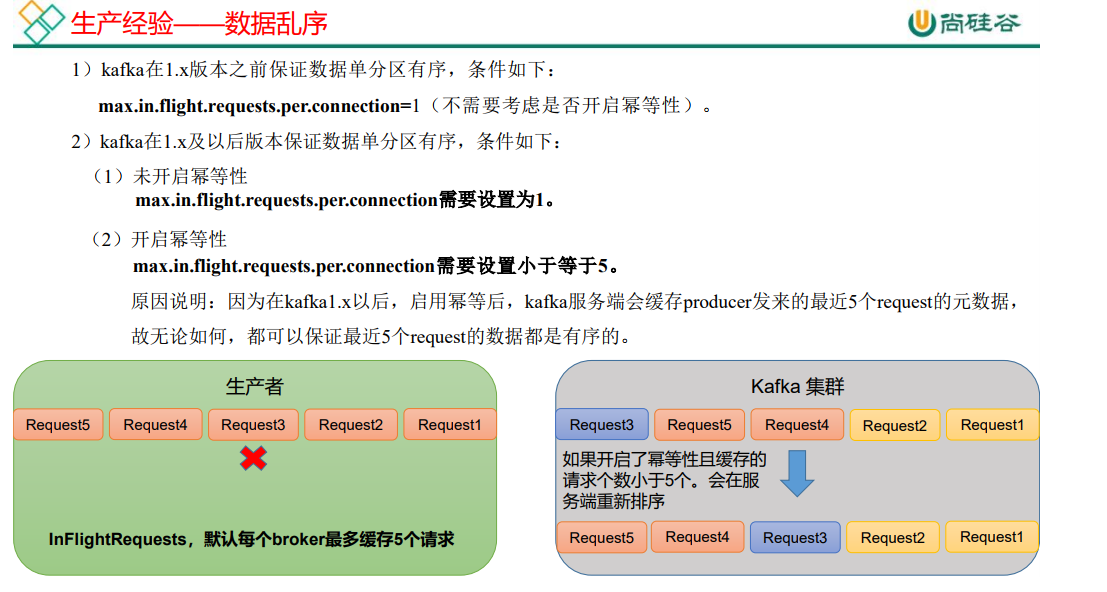 生产经验——数据乱序
尚硅谷
1）kafka在1.x版本之前保证数据单分区有序，条件如下：
max.in.flight.requests.per.connection=1（不需要考虑是否开启幂等性）。
2）kafka在1.x及以后版本保证数据单分区有序，条件如下：
（1）未开启幂等性
max.in.flight.requests.per.connection需要设置为1。
（2）开启幂等性
max.in.flight.requests.per.connection需要设置小于等于5。
原因说明：因为在kafka1.x以后，启用幂等后，kafka服务端会缓存producer发来的最近5个request的元数据，
故无论如何，都可以保证最近5个request的数据都是有序的。
生产者
Request5 Request4 Request3 Request2 Request1
InFlightRequests，默认每个broker最多缓存5个请求
Kafka 集群
Request3 Request5 Request4 Request2 Request1
如果开启了幂等性且缓存的
请求个数小于5个。会在服
务端重新排序
Request5 Request4 Request3 Request2 Request1